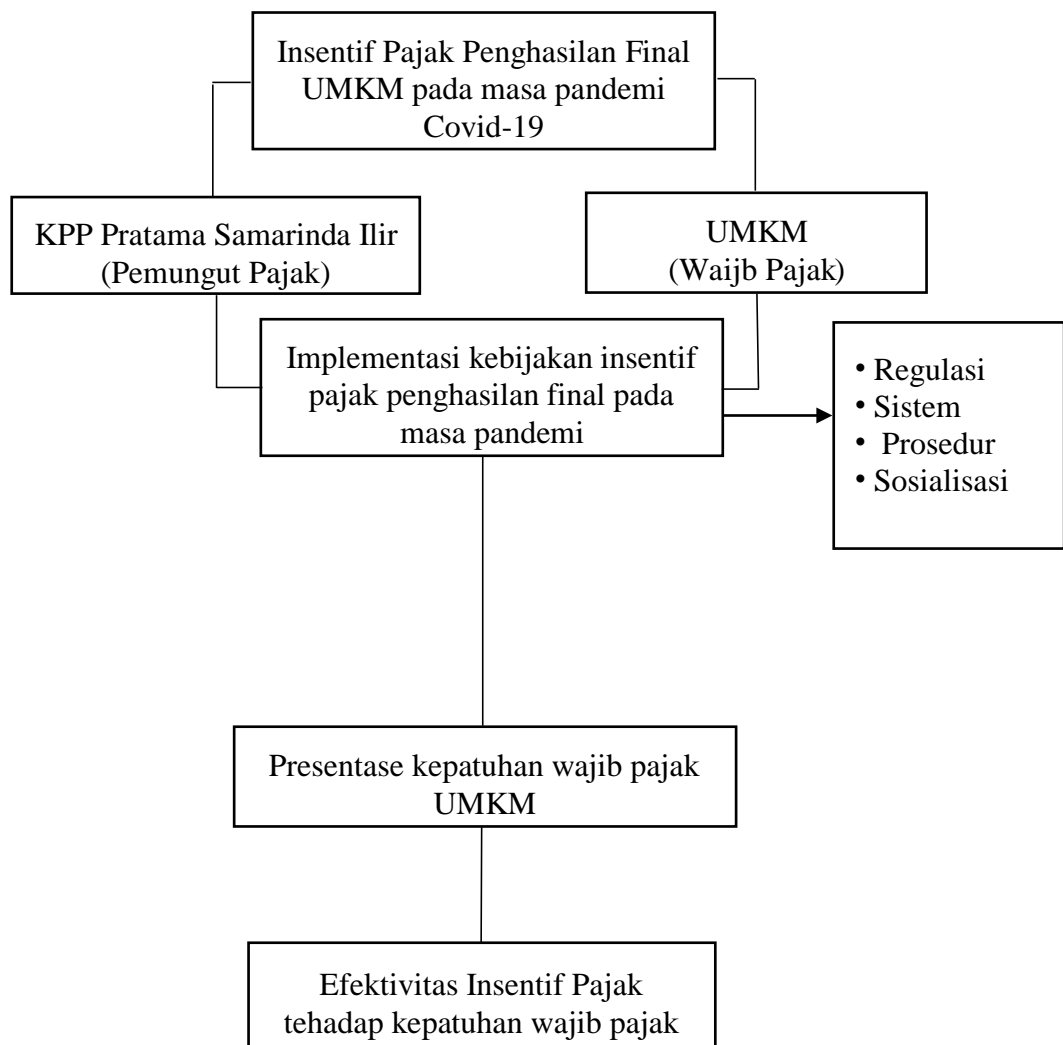 Insentif Pajak Penghasilan Final
UMKM pada masa pandemi
Covid-19
KPP Pratama Samarinda Ilir
(Pemungut Pajak)
UMKM
(Waijb Pajak)
Implementasi kebijakan insentif
pajak penghasilan final pada
masa pandemi
• Regulasi
• Sistem
• Prosedur
• Sosialisasi
Presentase kepatuhan wajib pajak
UMKM
Efektivitas Insentif Pajak
tehadap kepatuhan wajib pajak